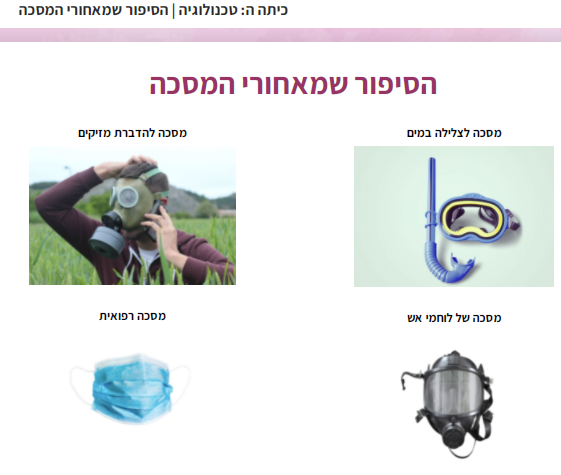 כיתה ה: טכנולוגיה | הסיפור שמאחורי המסכה
הסיפור שמאחורי המסכה
מסכה לצלילה במים
מסכה להדברת מזיקים
מסכה של לוחמי אש
מסכה רפואית